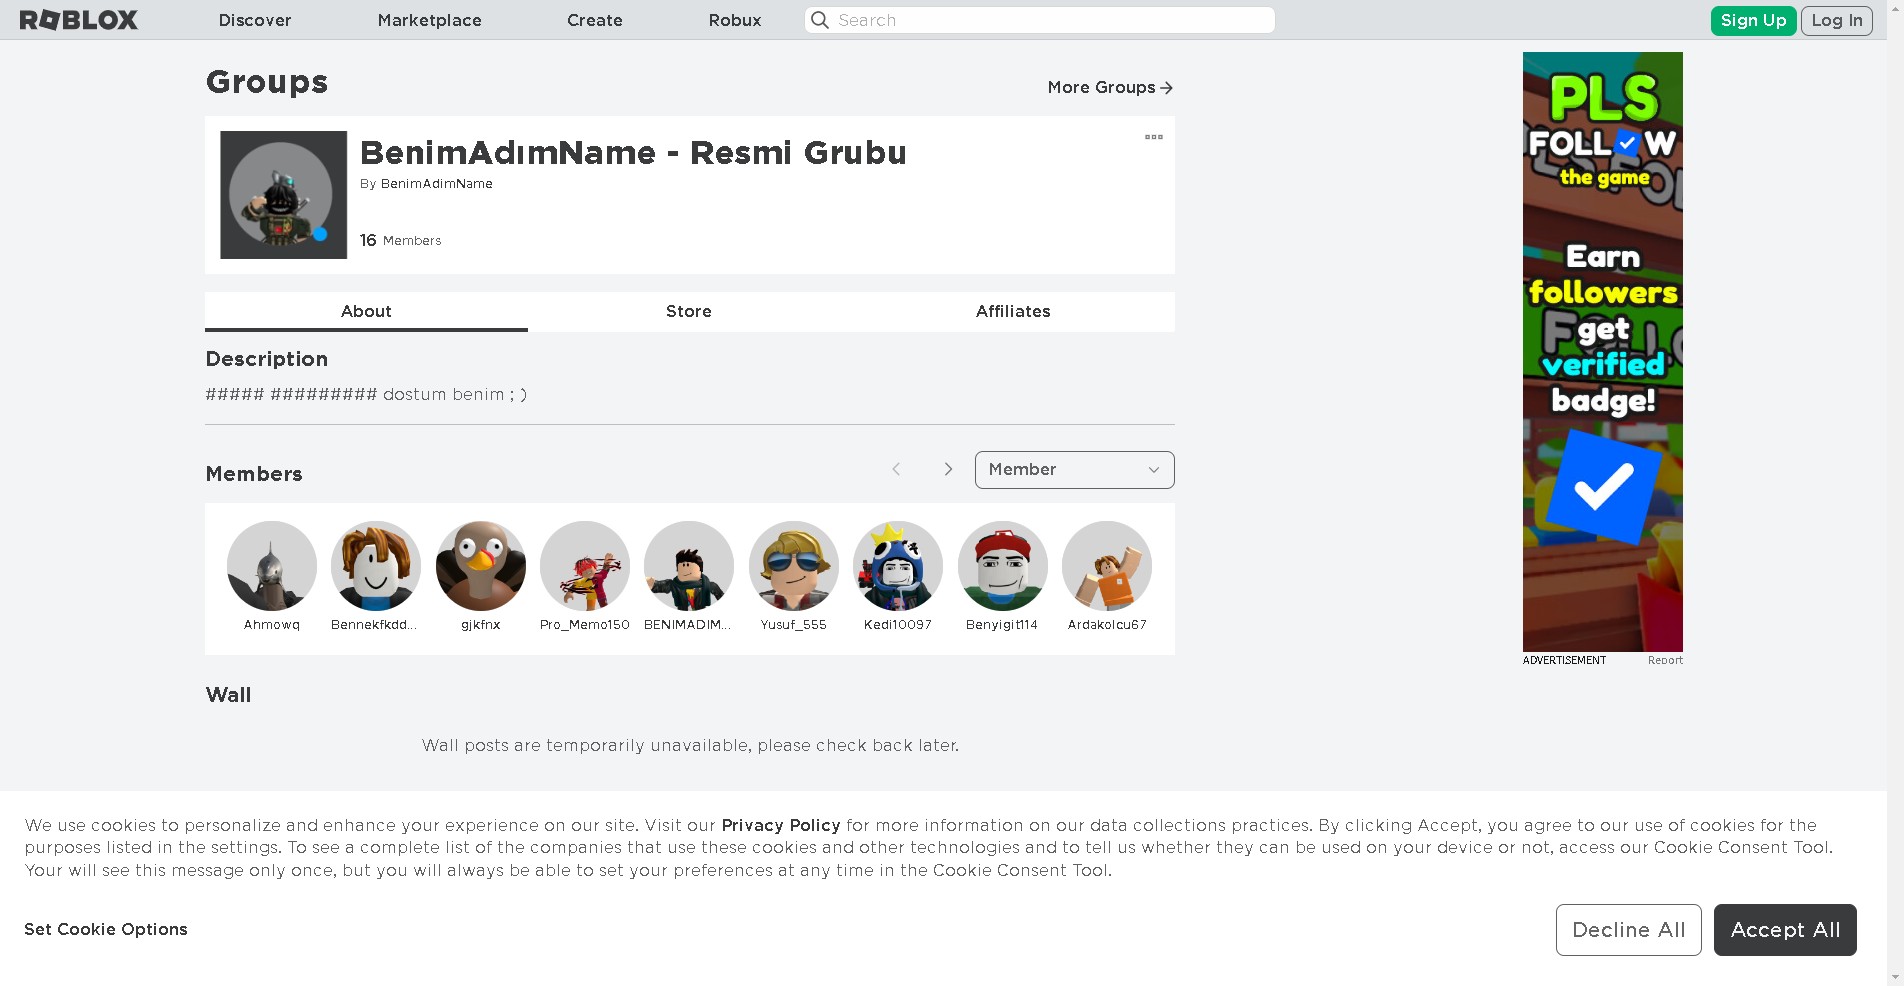 ROBLOX Discover Marketplace Create Robux Search Sign Up Log In
Groups
More Groups
BenimAdımName - Resmi Grubu
By BenimAdimName
16 Members
About Store Affiliates
Description
##### ######### dostum benim ; )
Members
Member
Ahmowq Bennekfkdd... gjkfnx Pro_Memo150 BENIMADIM... Yusuf_555 Kedi10097 Benyigit114 Ardakolcu67
Wall
Wall posts are temporarily unavailable, please check back later.
PLS
FOLLOW
the game
Earn
followers
get
verified
badge!
ADVERTISEMENT Report
We use cookies to personalize and enhance your experience on our site. Visit our Privacy Policy for more information on our data collections practices. By clicking Accept, you agree to our use of cookies for the
purposes listed in the settings. To see a complete list of the companies that use these cookies and other technologies and to tell us whether they can be used on your device or not, access our Cookie Consent Tool.
Your will see this message only once, but you will always be able to set your preferences at any time in the Cookie Consent Tool.
Set Cookie Options
Decline All Accept All